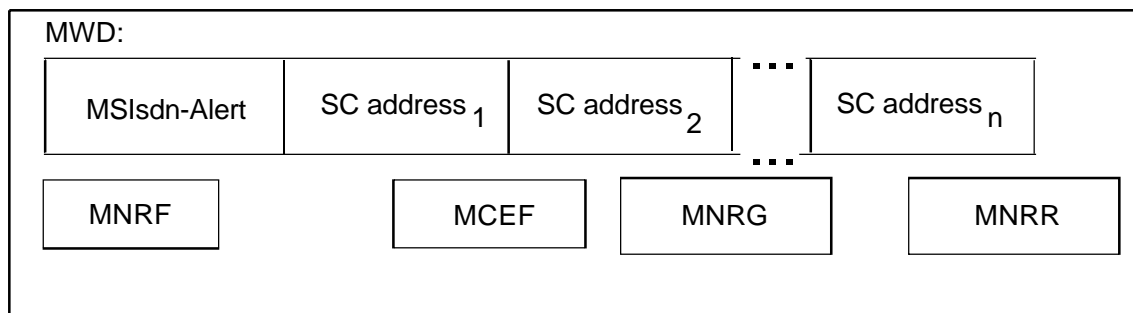 MWD:
MSIsdn-Alert SC address 1 SC address 2 ... SC address n
...
MNRF MCEF MNRG MNRR